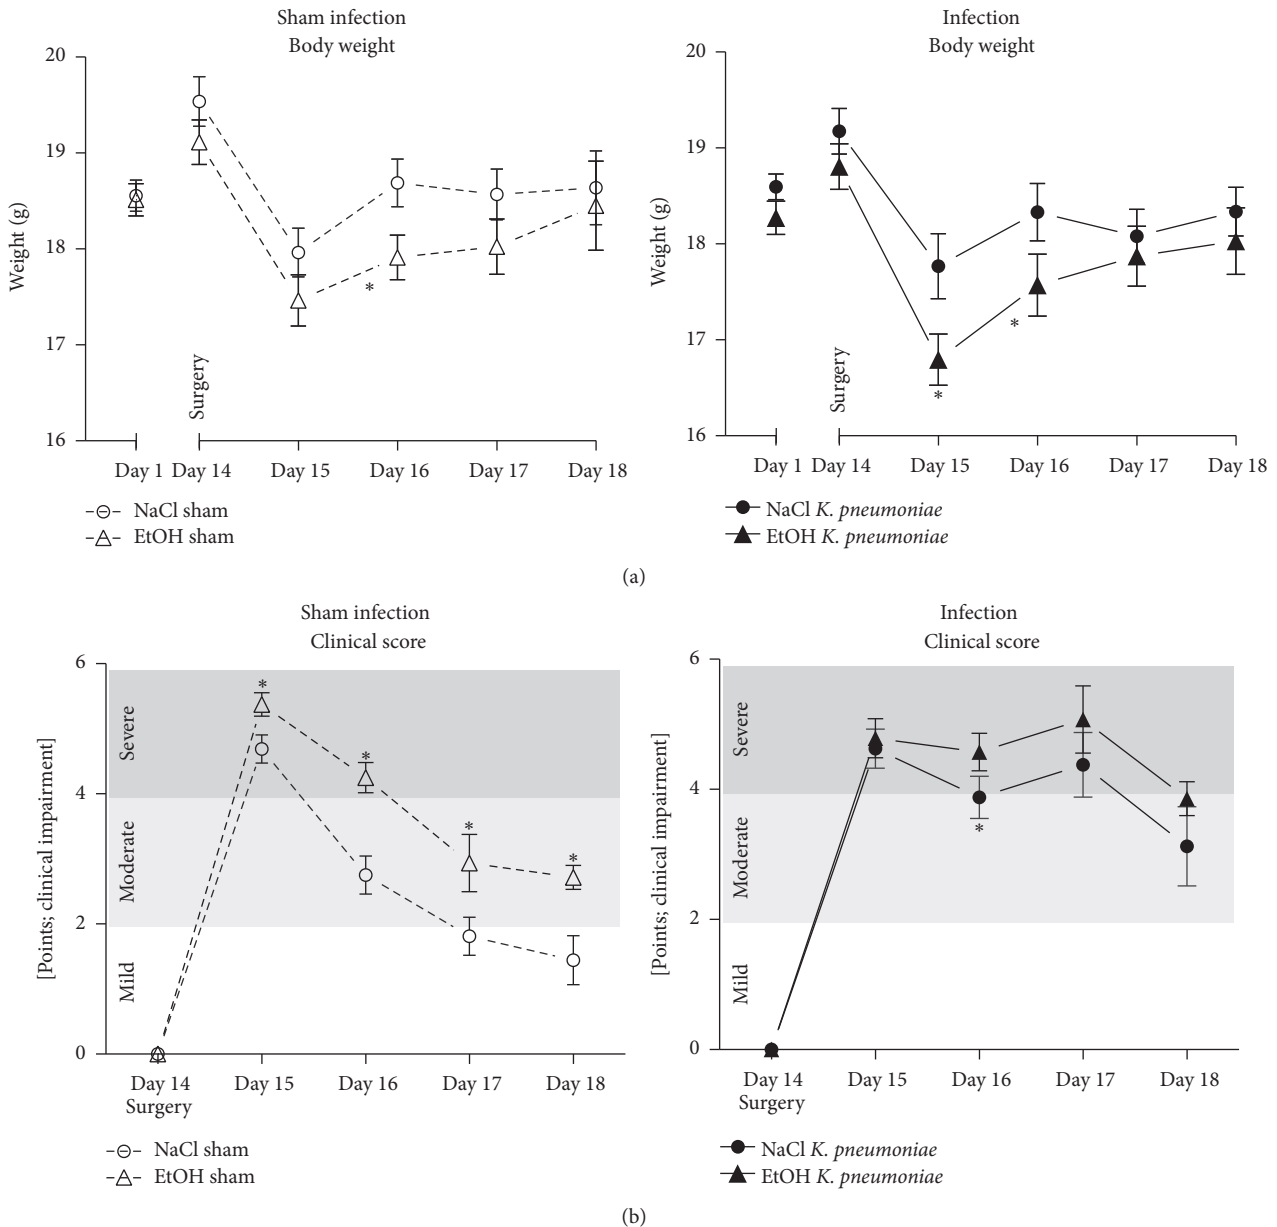 Sham infection
Body weight
20
19
18
17
16
Weight (g)
Surgery
*
Day 1 Day 14 Day 15 Day 16 Day 17 Day 18
NaCl sham
EtOH sham
Infection
Body weight
20
19
18
17
16
Weight (g)
Surgery
*
*
Day 1 Day 14 Day 15 Day 16 Day 17 Day 18
NaCl K. pneumoniae
EtOH K. pneumoniae
(a)
Sham infection
Clinical score
6
4
2
0
[Points; clinical impairment]
Severe
Moderate
Mild
*
*
*
*
Day 14 Day 15 Day 16 Day 17 Day 18
Surgery
NaCl sham
EtOH sham
Infection
Clinical score
6
4
2
0
[Points; clinical impairment]
Severe
Moderate
Mild
*
Day 14 Day 15 Day 16 Day 17 Day 18
Surgery
NaCl K. pneumoniae
EtOH K. pneumoniae
(b)